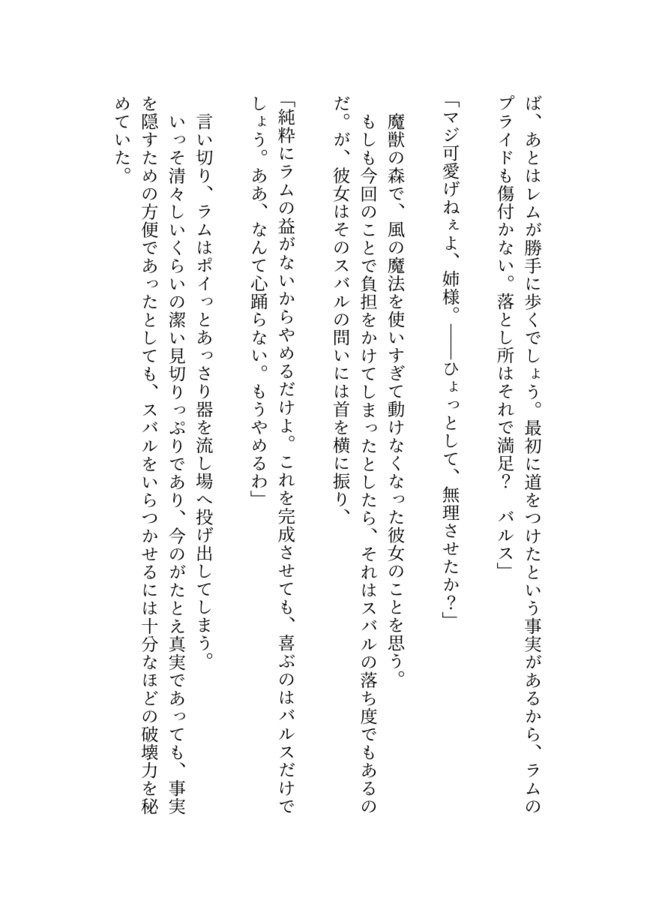 ば、あとはレムが勝手に歩くでしょう。最初に道をつけたという事実があるから、ラムの
プライドも傷付かない。落とし所はそれで満足？　バルス」
「マジ可愛げねぇよ、姉様。――ひょっとして、無理させたか？」
　魔獣の森で、風の魔法を使いすぎて動けなくなった彼女のことを思う。
　もしも今回のことで負担をかけてしまったとしたら、それはスバルの落ち度でもあるの
だ。が、彼女はそのスバルの問いには首を横に振り、
「純粋にラムの益がないからやめるだけよ。これを完成させても、喜ぶのはバルスだけで
しょう。ああ、なんて心踊らない。もうやめるわ」
　言い切り、ラムはポイっとあっさり器を流し場へ投げ出してしまう。
　いっそ清々しいくらいの潔い見切りっぷりであり、今のがたとえ真実であっても、事実
を隠すための方便であったとしても、スバルをいらつかせるには十分なほどの破壊力を秘
めていた。